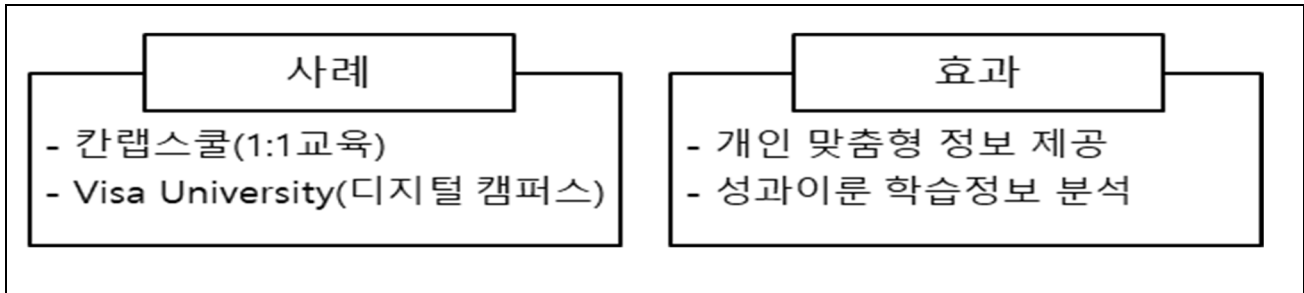 사례
- 칸랩스쿨(1:1교육)
- Visa University(디지털 캠퍼스)
효과
- 개인 맞춤형 정보 제공
- 성과이룬 학습정보 분석